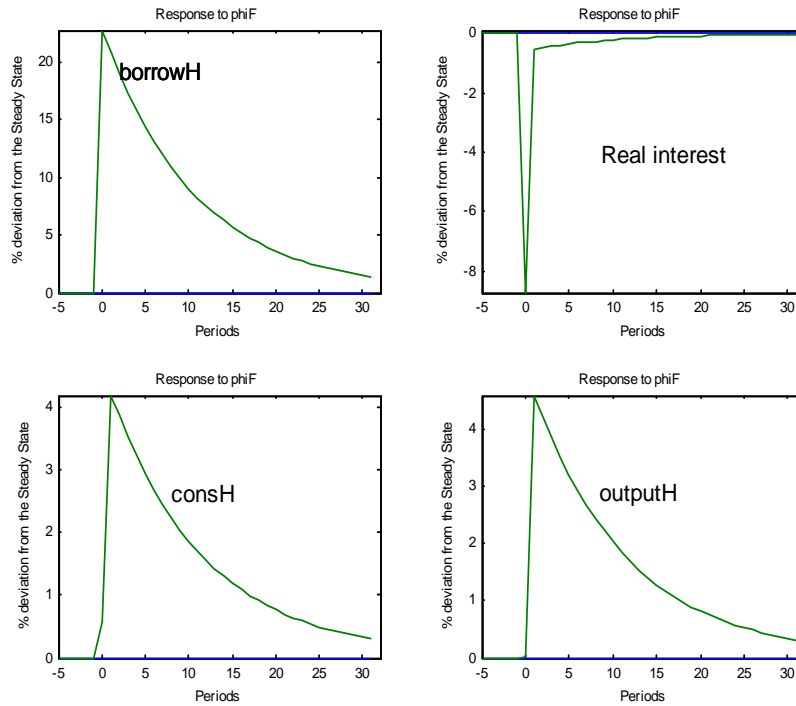 Response to phiF
% deviation from the Steady State
20
15
10
5
0
borrowH
-5 0 5 10 15 20 25 30
Periods
Response to phiF
% deviation from the Steady State
0
-2
-4
-6
-8
Real interest
-5 0 5 10 15 20 25 30
Periods
Response to phiF
% deviation from the Steady State
4
3
2
1
0
consH
-5 0 5 10 15 20 25 30
Periods
Response to phiF
% deviation from the Steady State
4
3
2
1
0
outputH
-5 0 5 10 15 20 25 30
Periods